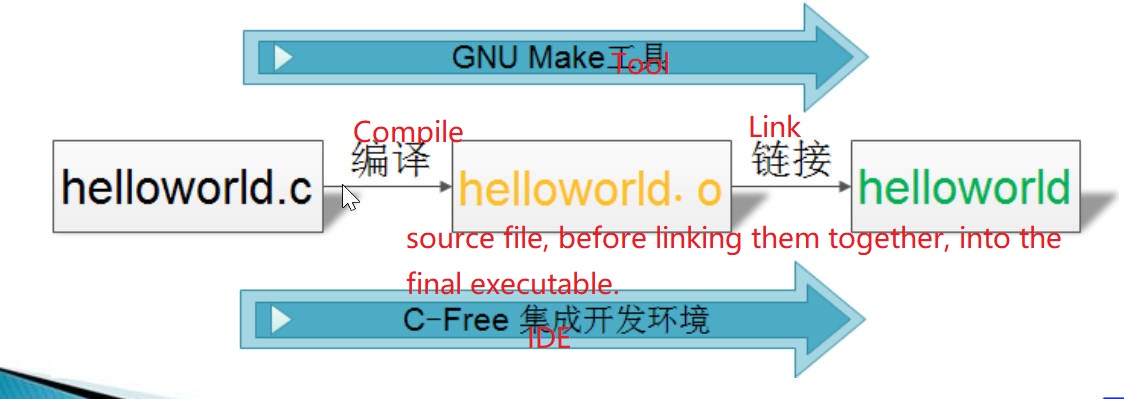 GNU Make工具
Tool
Compile
Link
编译
链接
helloworld.c
helloworld. o
helloworld
source file, before linking them together, into the
final executable.
C-Free 集成开发环境
IDE